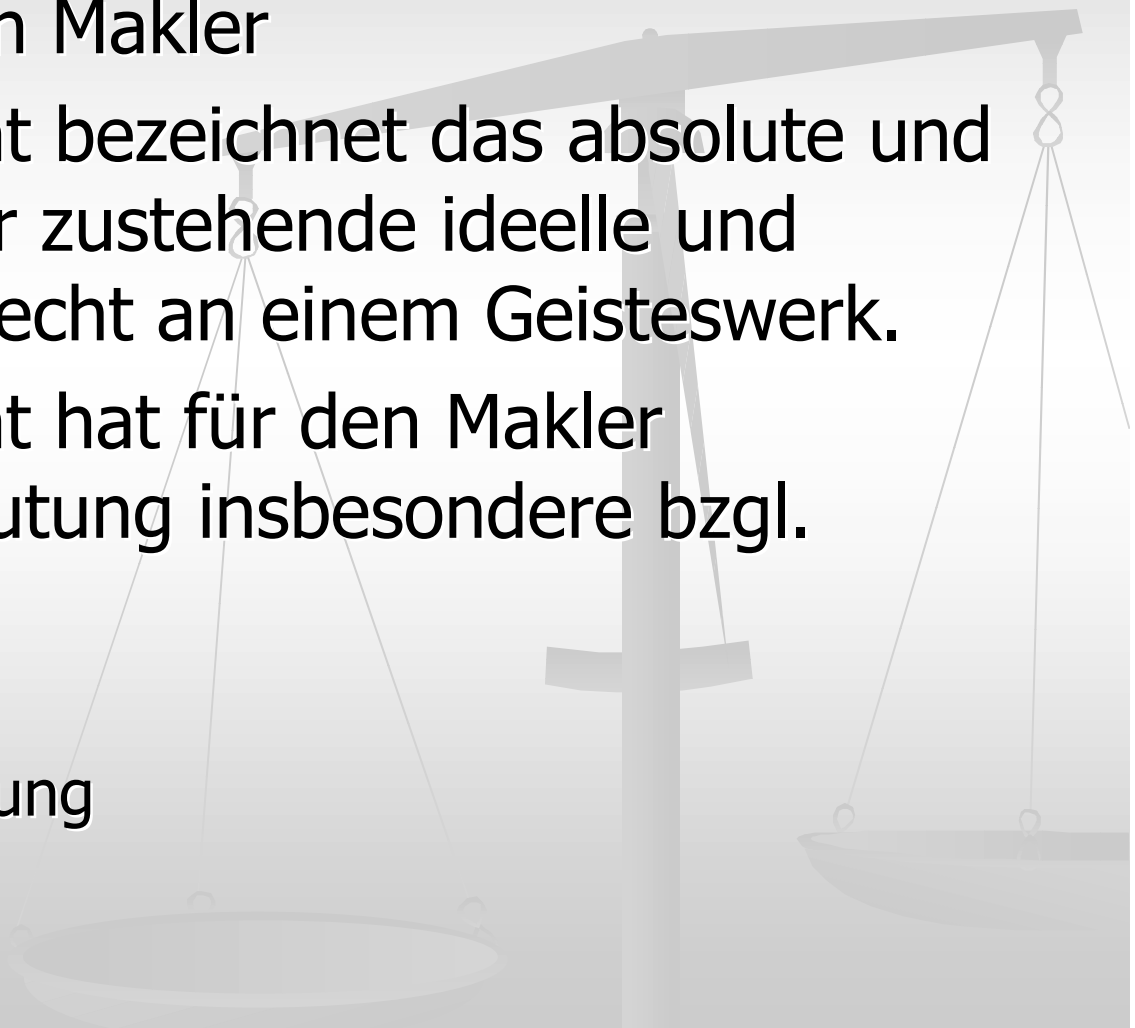 n Makler
t bezeichnet das absolute und
r zustehende ideelle und
echt an einem Geisteswerk.
t hat für den Makler
utung insbesondere bzgl.
ung